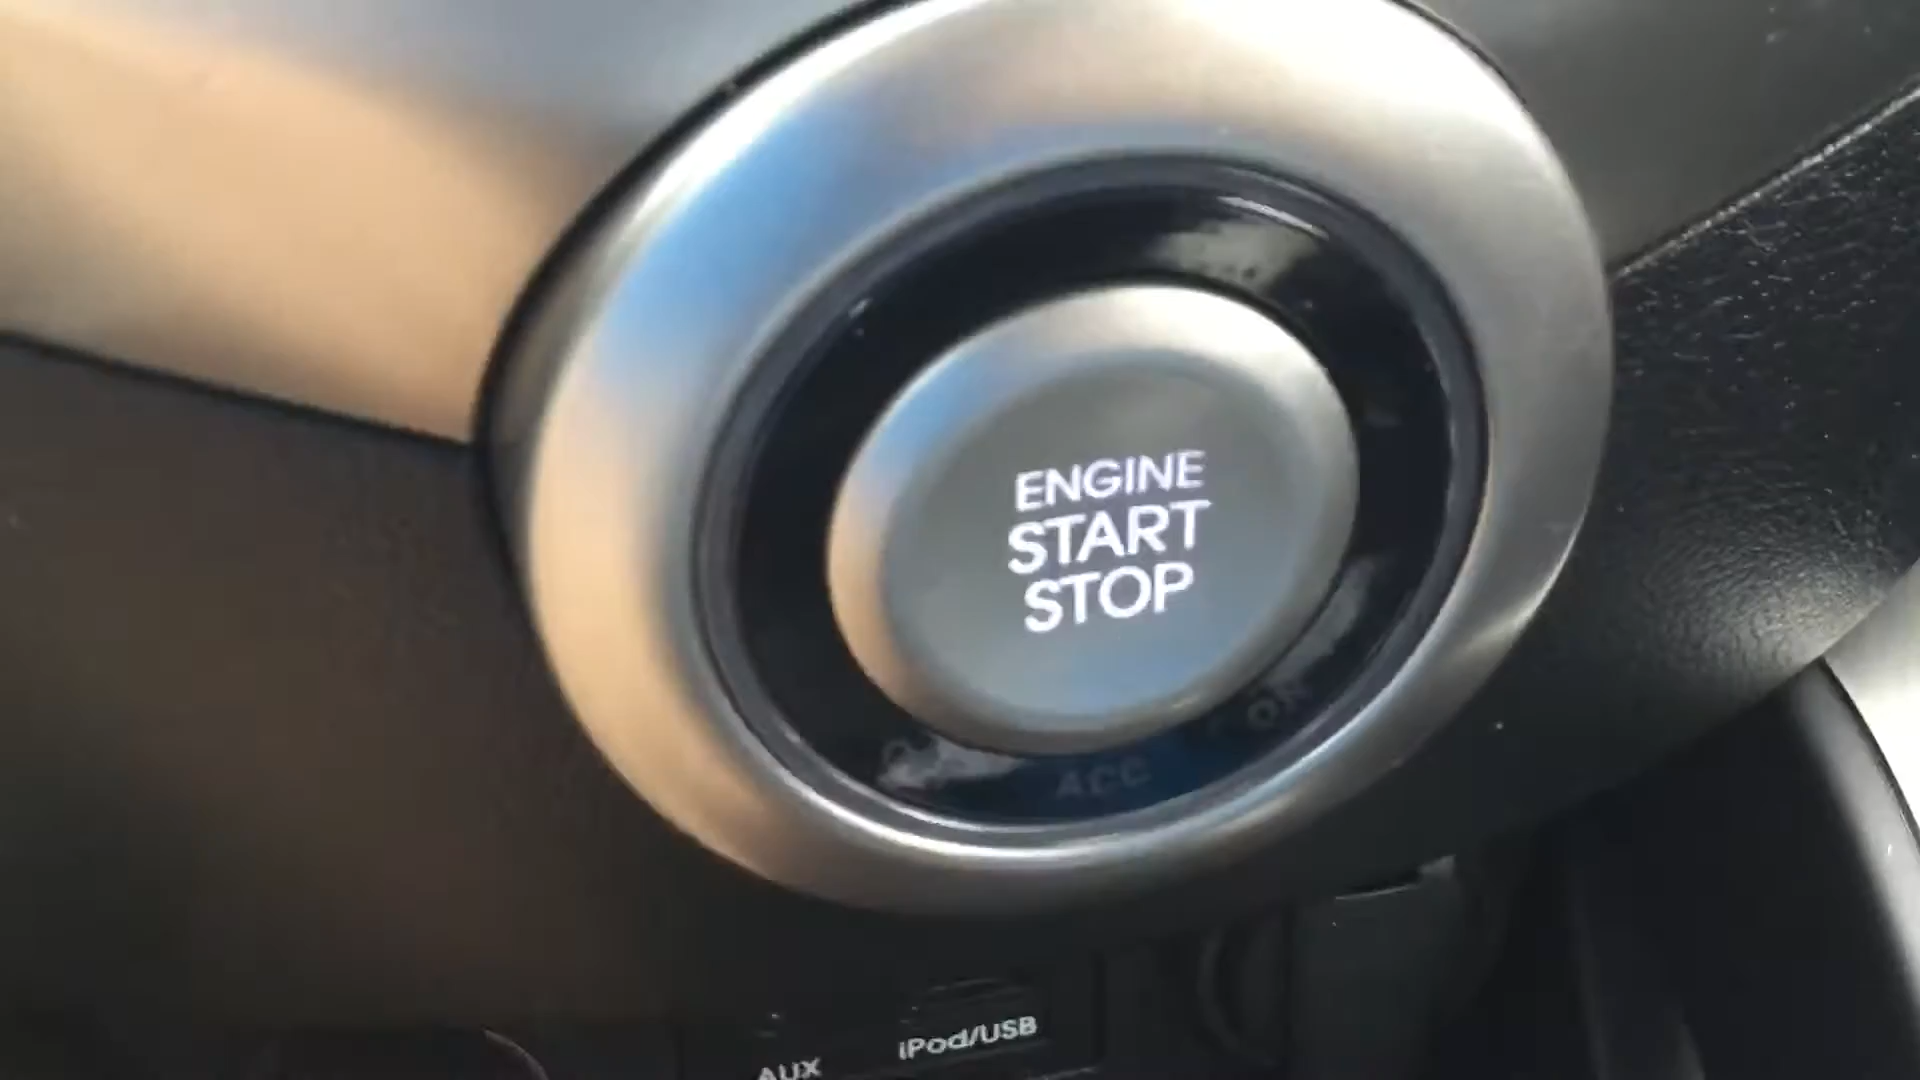 ENGINE
START
STOP
ACC
ON
iPod/USB
AUX